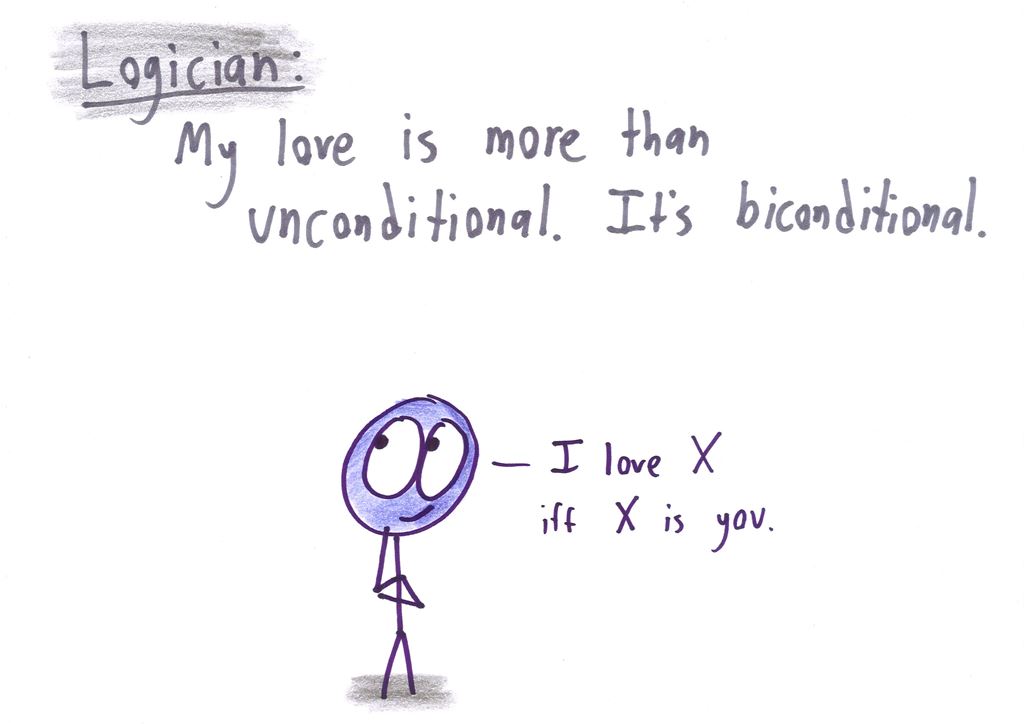 Logician:
My love is more than
unconditional. It's biconditional.
I love X
iff X is you.